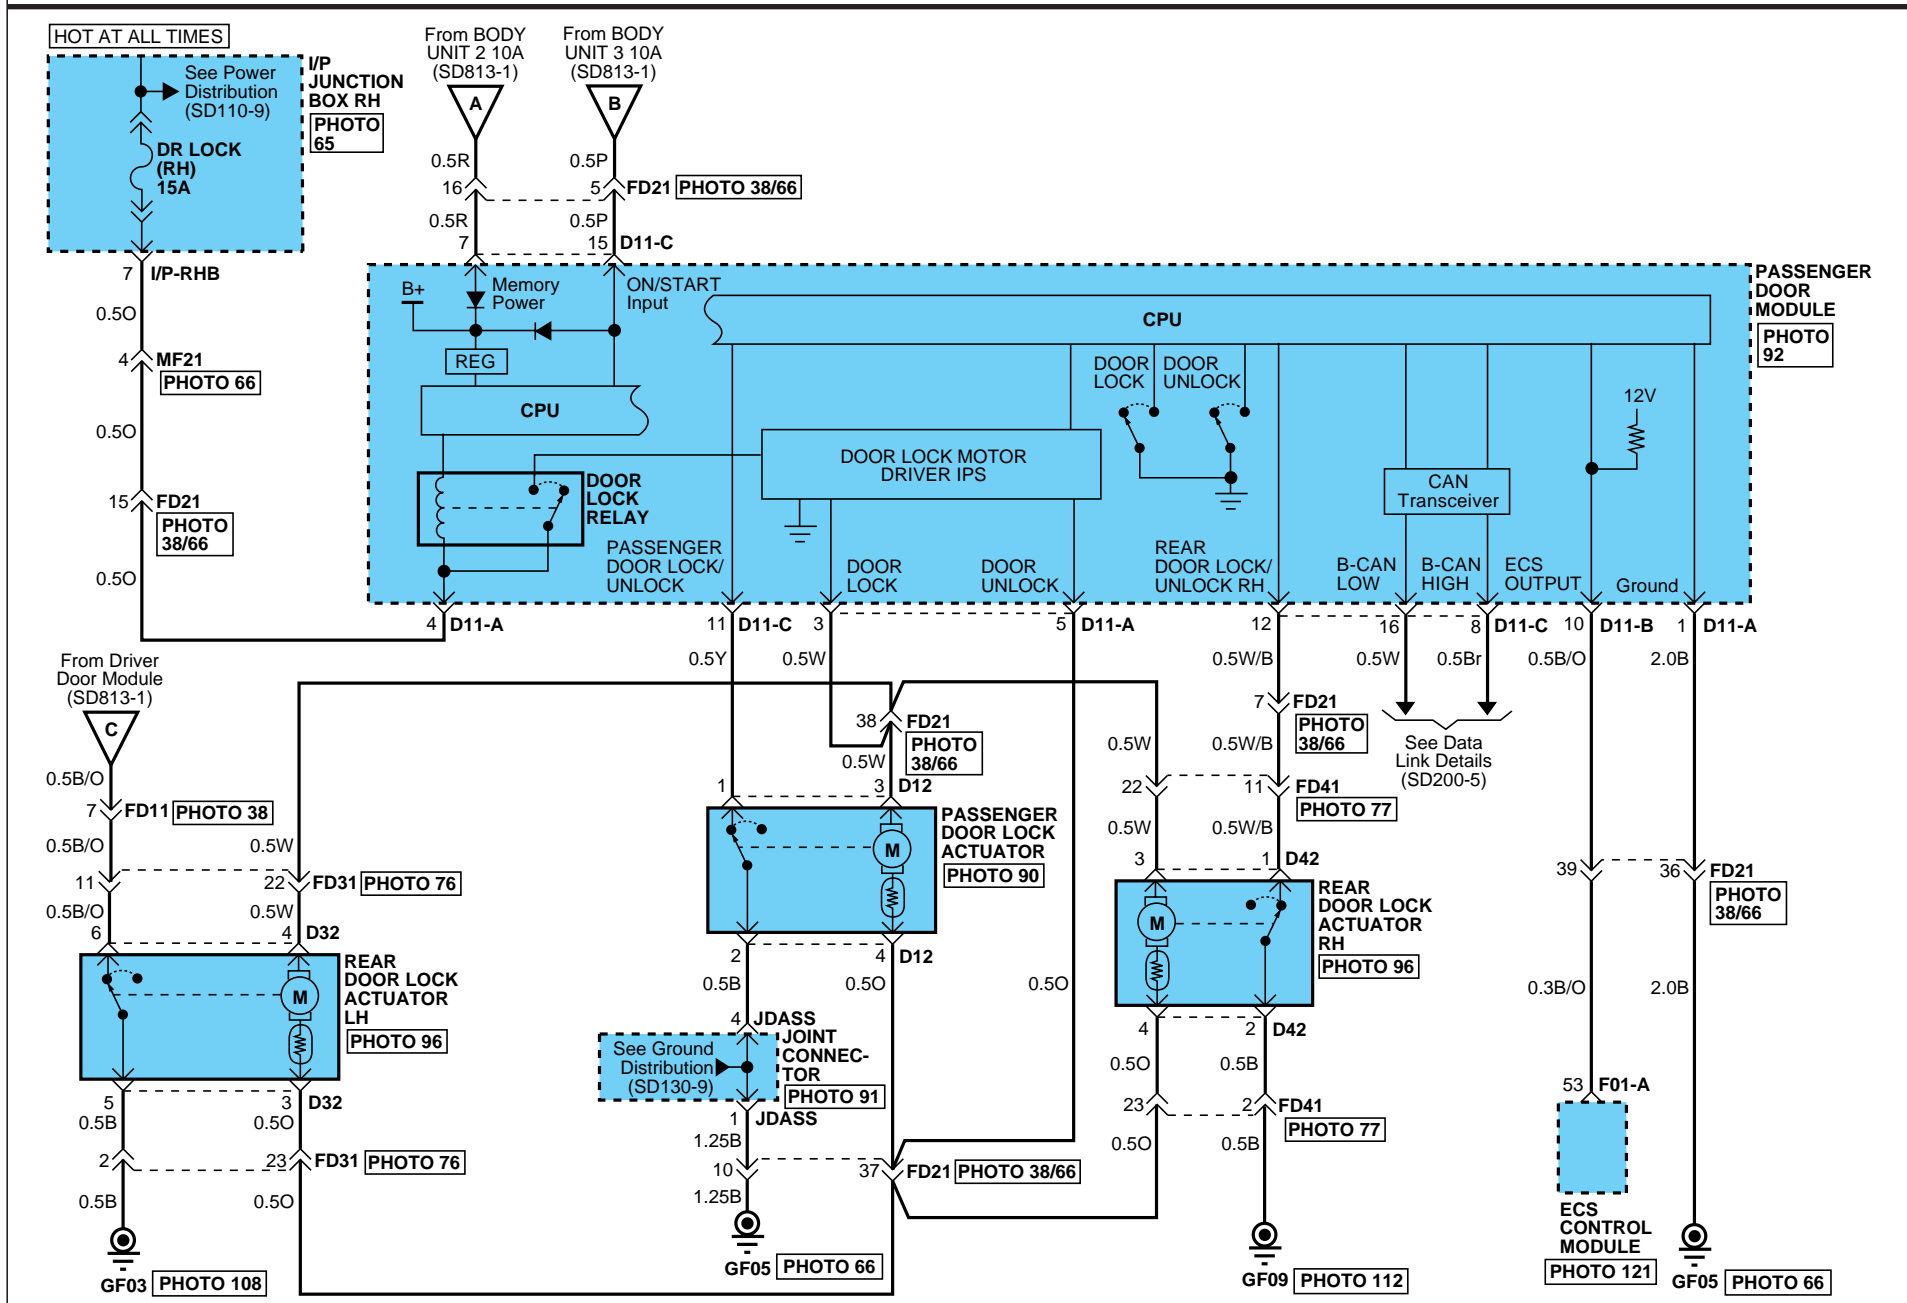 HOT AT ALL TIMES
See Power
Distribution
(SD110-9)
DR LOCK
(RH)
15A
I/P
JUNCTION
BOX RH
PHOTO
65
From BODY
UNIT 2 10A
(SD813-1)
A
From BODY
UNIT 3 10A
(SD813-1)
B
0.5R
0.5P
16
5
FD21
PHOTO 38/66
0.5R
0.5P
7
15
D11-C
7
I/P-RHB
0.5O
4
MF21
PHOTO 66
0.5O
15
FD21
PHOTO
38/66
0.5O
B+
Memory
Power
ON/START
Input
REG
CPU
CPU
PASSENGER
DOOR
MODULE
PHOTO
92
DOOR
LOCK
DOOR
UNLOCK
12V
DOOR LOCK MOTOR
DRIVER IPS
CAN
Transceiver
DOOR
LOCK
RELAY
PASSENGER
DOOR LOCK/
UNLOCK
DOOR
LOCK
DOOR
UNLOCK
REAR
DOOR LOCK/
UNLOCK RH
B-CAN
LOW
B-CAN
HIGH
ECS
OUTPUT
Ground
4
D11-A
11
D11-C
3
5
D11-A
12
16
8
D11-C
10
D11-B
1
D11-A
0.5Y
0.5W
0.5W/B
0.5W
0.5Br
0.5B/O
2.0B
From Driver
Door Module
(SD813-1)
C
0.5B/O
7
FD11
PHOTO 38
0.5B/O
0.5W
11
22
FD31
PHOTO 76
0.5B/O
0.5W
6
4
D32
REAR
DOOR LOCK
ACTUATOR
LH
PHOTO 96
M
5
3
D32
0.5B
0.5O
2
23
FD31
PHOTO 76
0.5B
0.5O
GF03
PHOTO 108
38
FD21
PHOTO
38/66
0.5W
1
3
D12
PASSENGER
DOOR LOCK
ACTUATOR
PHOTO 90
M
2
4
D12
0.5B
0.5O
0.5O
4
JDASS
JOINT
CONNEC-
TOR
PHOTO 91
See Ground
Distribution
(SD130-9)
1
JDASS
1.25B
10
37
FD21
PHOTO 38/66
1.25B
GF05
PHOTO 66
7
FD21
PHOTO
38/66
0.5W
0.5W/B
22
11
FD41
PHOTO 77
0.5W
0.5W/B
3
1
D42
REAR
DOOR LOCK
ACTUATOR
RH
PHOTO 96
M
4
2
D42
0.5O
0.5B
23
2
FD41
PHOTO 77
0.5O
0.5B
GF09
PHOTO 112
See Data
Link Details
(SD200-5)
39
36
FD21
PHOTO
38/66
0.3B/O
2.0B
53
F01-A
ECS
CONTROL
MODULE
PHOTO 121
GF05
PHOTO 66